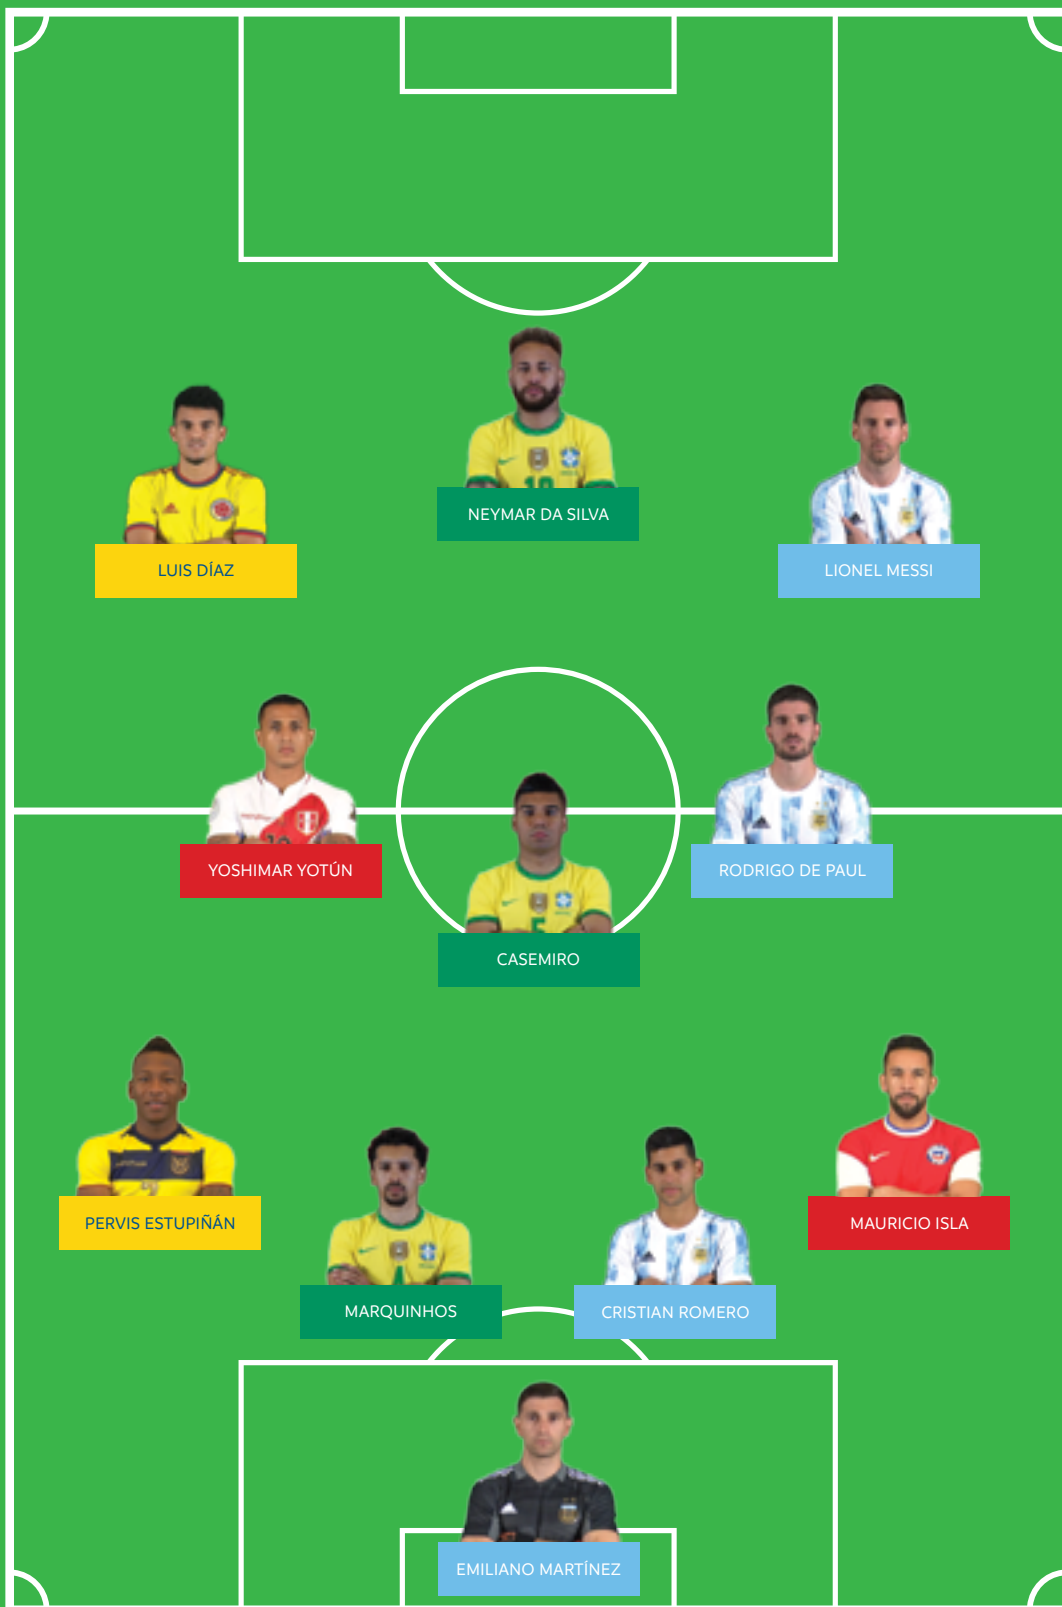 NEYMAR DA SILVA
LUIS DÍAZ
LIONEL MESSI
YOSHIMAR YOTÚN
RODRIGO DE PAUL
CASEMIRO
PERVIS ESTUPIÑÁN
MAURICIO ISLA
MARQUINHOS
CRISTIAN ROMERO
EMILIANO MARTÍNEZ